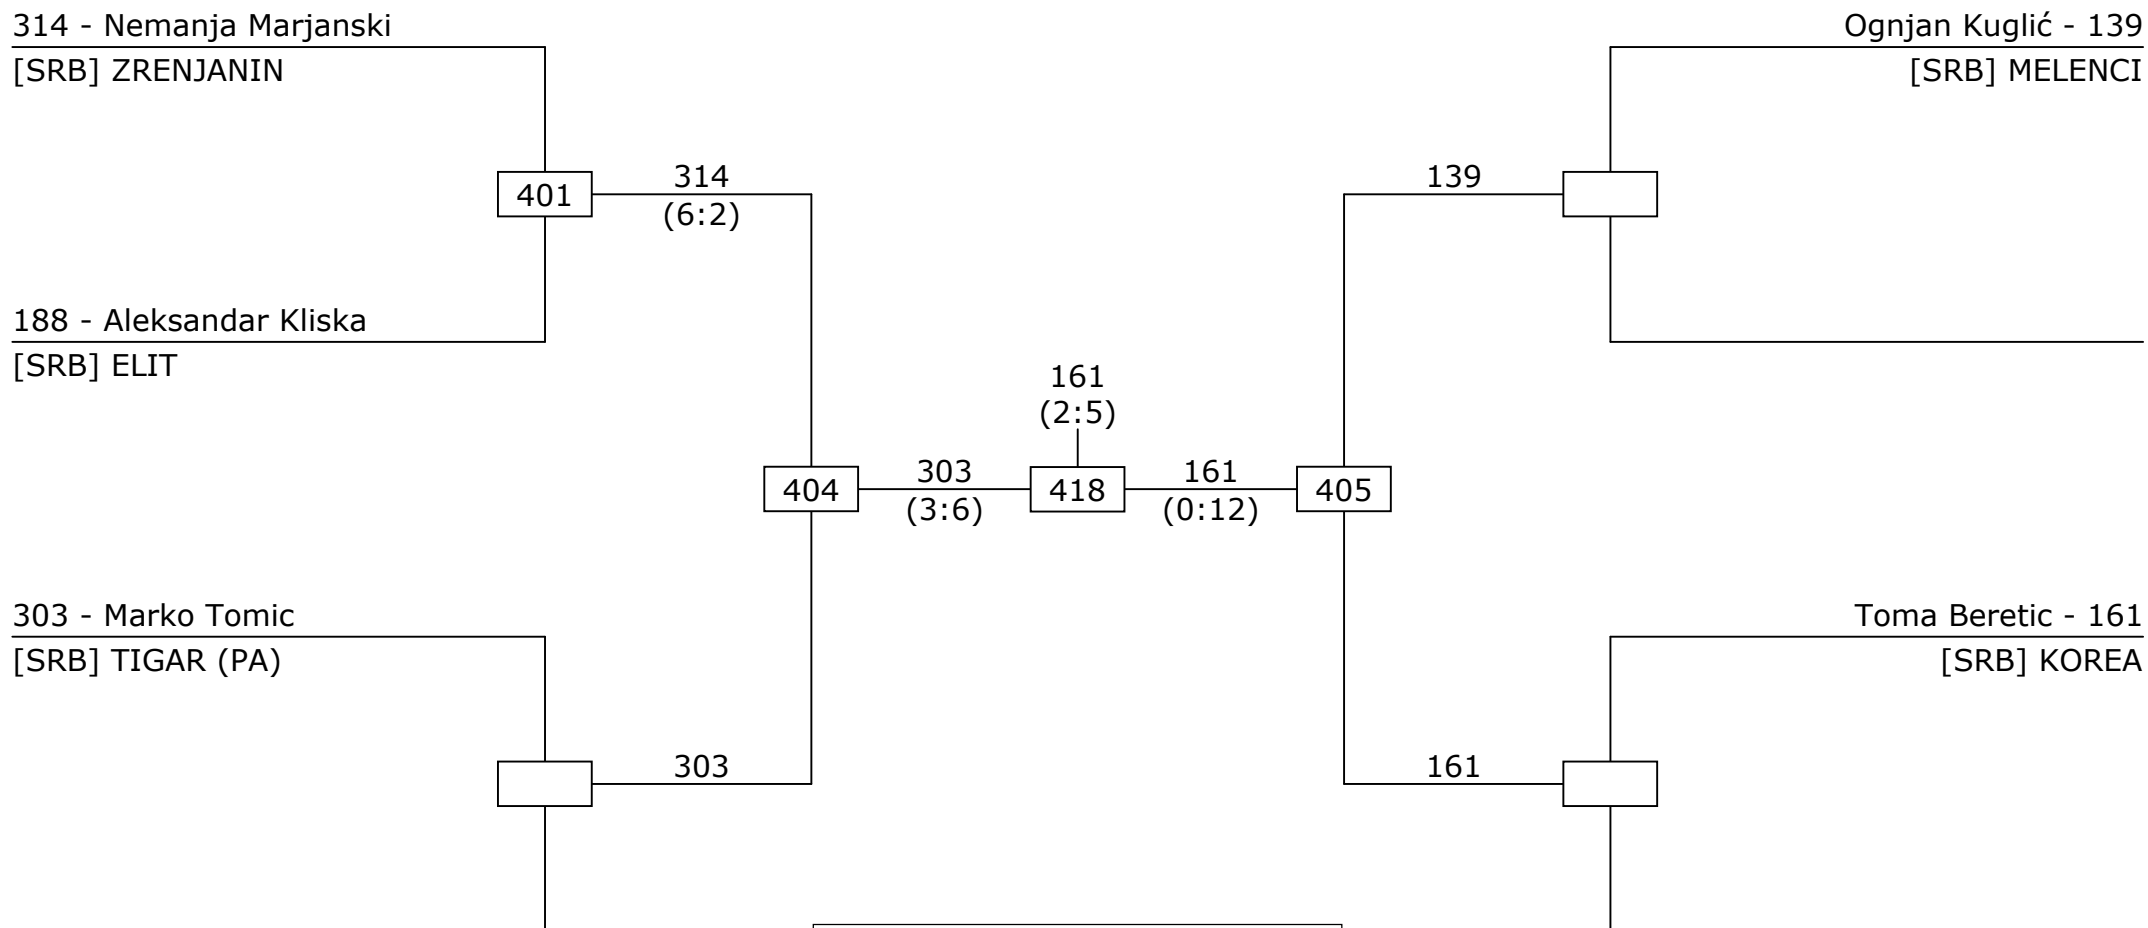 314 - Nemanja Marjanski
[SRB] ZRENJANIN
Ognjan Kuglić - 139
[SRB] MELENCI
401
314
(6:2)
139
188 - Aleksandar Kliska
[SRB] ELIT
161
(2:5)
404
303
(3:6)
418
161
(0:12)
405
303 - Marko Tomic
[SRB] TIGAR (PA)
Toma Beretic - 161
[SRB] KOREA
303
161